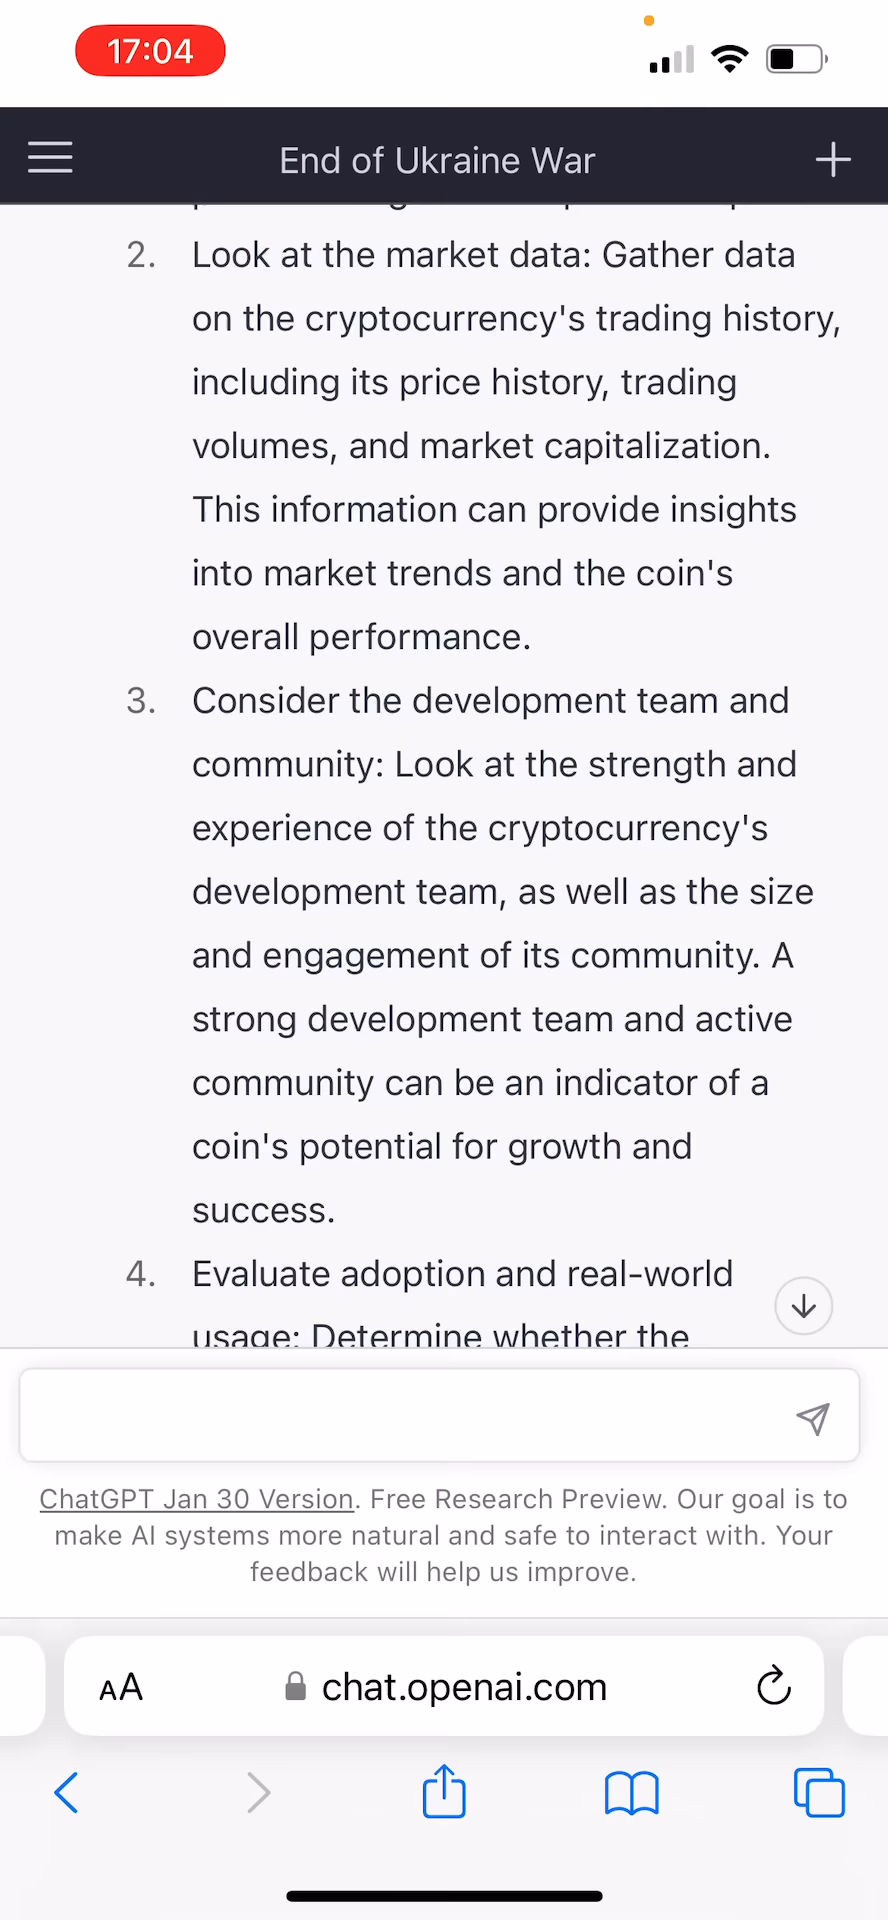 17:04
End of Ukraine War
2. Look at the market data: Gather data
on the cryptocurrency's trading history,
including its price history, trading
volumes, and market capitalization.
This information can provide insights
into market trends and the coin's
overall performance.
3. Consider the development team and
community: Look at the strength and
experience of the cryptocurrency's
development team, as well as the size
and engagement of its community. A
strong development team and active
community can be an indicator of a
coin's potential for growth and
success.
4. Evaluate adoption and real-world
usage: Determine whether the
ChatGPT Jan 30 Version. Free Research Preview. Our goal is to
make AI systems more natural and safe to interact with. Your
feedback will help us improve.
AA chat.openai.com